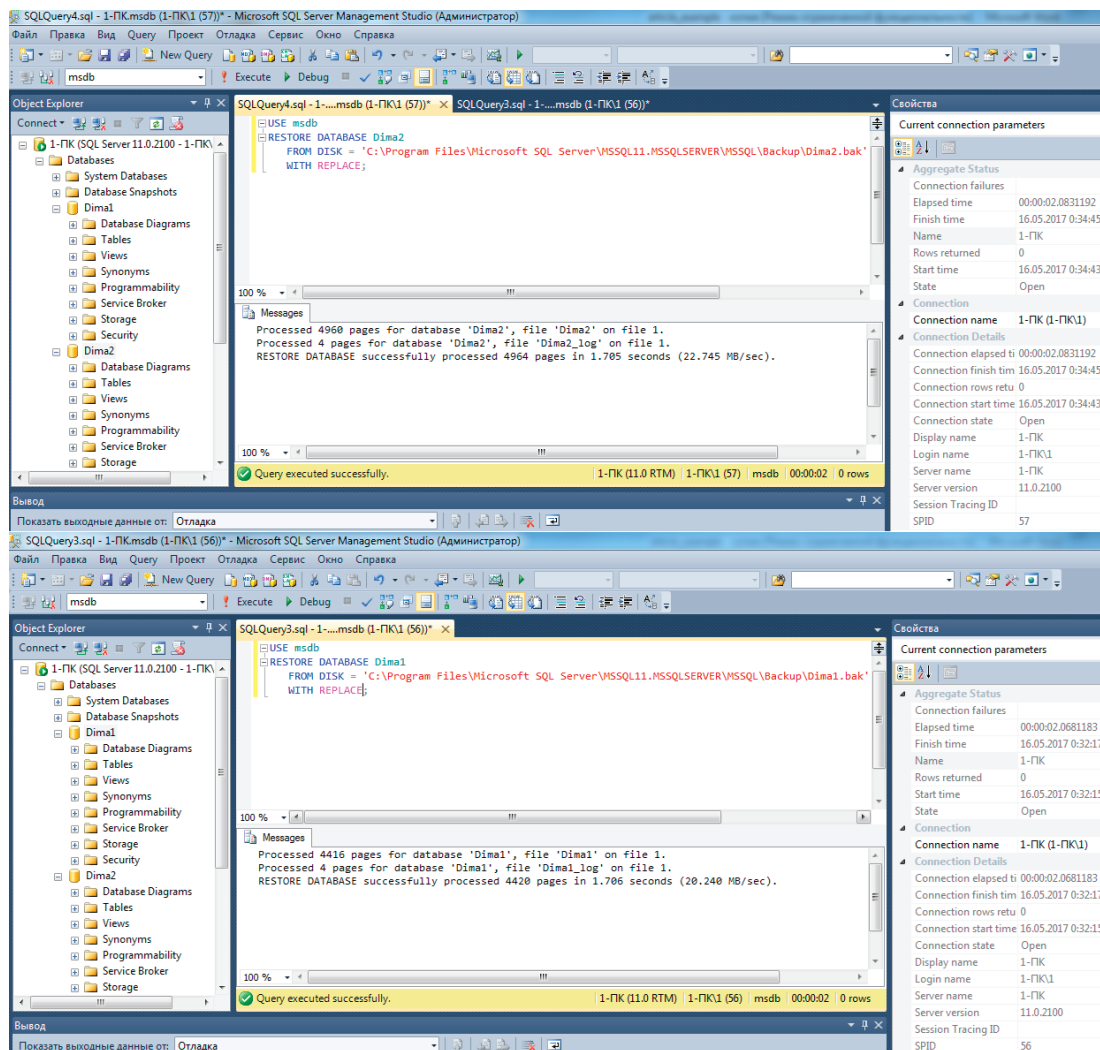 SQLQuery4.sql - 1-ПК.msdb (1-ПК\1 (57))* - Microsoft SQL Server Management Studio (Администратор)
Файл Правка Вид Query Проект Отладка Сервис Окно Справка
New Query
msdb Execute Debug
Object Explorer
Connect
1-ПК (SQL Server 11.0.2100 - 1-ПК\
Databases
System Databases
Database Snapshots
Dima1
Database Diagrams
Tables
Views
Synonyms
Programmability
Service Broker
Storage
Security
Dima2
Database Diagrams
Tables
Views
Synonyms
Programmability
Service Broker
Storage
SQLQuery4.sql - 1-....msdb (1-ПК\1 (57))* SQLQuery3.sql - 1-....msdb (1-ПК\1 (56))*
USE msdb
RESTORE DATABASE Dima2
FROM DISK = 'C:\Program Files\Microsoft SQL Server\MSSQL11.MSSQLSERVER\MSSQL\Backup\Dima2.bak'
WITH REPLACE;
100 %
Messages
Processed 4960 pages for database 'Dima2', file 'Dima2' on file 1.
Processed 4 pages for database 'Dima2', file 'Dima2_log' on file 1.
RESTORE DATABASE successfully processed 4964 pages in 1.705 seconds (22.745 MB/sec).
100 %
Query executed successfully. 1-ПК (11.0 RTM) 1-ПК\1 (57) msdb 00:00:02 0 rows
Свойства
Current connection parameters
Aggregate Status
Connection failures
Elapsed time 00:00:02.0831192
Finish time 16.05.2017 0:34:45
Name 1-ПК
Rows returned 0
Start time 16.05.2017 0:34:43
State Open
Connection
Connection name 1-ПК (1-ПК\1)
Connection Details
Connection elapsed ti 00:00:02.0831192
Connection finish tim 16.05.2017 0:34:45
Connection rows retu 0
Connection start time 16.05.2017 0:34:43
Connection state Open
Display name 1-ПК
Login name 1-ПК\1
Server name 1-ПК
Server version 11.0.2100
Session Tracing ID
SPID 57
Вывод
Показать выходные данные от: Отладка
SQLQuery3.sql - 1-ПК.msdb (1-ПК\1 (56))* - Microsoft SQL Server Management Studio (Администратор)
Файл Правка Вид Query Проект Отладка Сервис Окно Справка
New Query
msdb Execute Debug
Object Explorer
Connect
1-ПК (SQL Server 11.0.2100 - 1-ПК\
Databases
System Databases
Database Snapshots
Dima1
Database Diagrams
Tables
Views
Synonyms
Programmability
Service Broker
Storage
Security
Dima2
Database Diagrams
Tables
Views
Synonyms
Programmability
Service Broker
Storage
SQLQuery3.sql - 1-....msdb (1-ПК\1 (56))*
USE msdb
RESTORE DATABASE Dima1
FROM DISK = 'C:\Program Files\Microsoft SQL Server\MSSQL11.MSSQLSERVER\MSSQL\Backup\Dima1.bak'
WITH REPLACE;
100 %
Messages
Processed 4416 pages for database 'Dima1', file 'Dima1' on file 1.
Processed 4 pages for database 'Dima1', file 'Dima1_log' on file 1.
RESTORE DATABASE successfully processed 4420 pages in 1.706 seconds (20.240 MB/sec).
100 %
Query executed successfully. 1-ПК (11.0 RTM) 1-ПК\1 (56) msdb 00:00:02 0 rows
Свойства
Current connection parameters
Aggregate Status
Connection failures
Elapsed time 00:00:02.0681183
Finish time 16.05.2017 0:32:17
Name 1-ПК
Rows returned 0
Start time 16.05.2017 0:32:15
State Open
Connection
Connection name 1-ПК (1-ПК\1)
Connection Details
Connection elapsed ti 00:00:02.0681183
Connection finish tim 16.05.2017 0:32:17
Connection rows retu 0
Connection start time 16.05.2017 0:32:15
Connection state Open
Display name 1-ПК
Login name 1-ПК\1
Server name 1-ПК
Server version 11.0.2100
Session Tracing ID
SPID 56
Вывод
Показать выходные данные от: Отладка